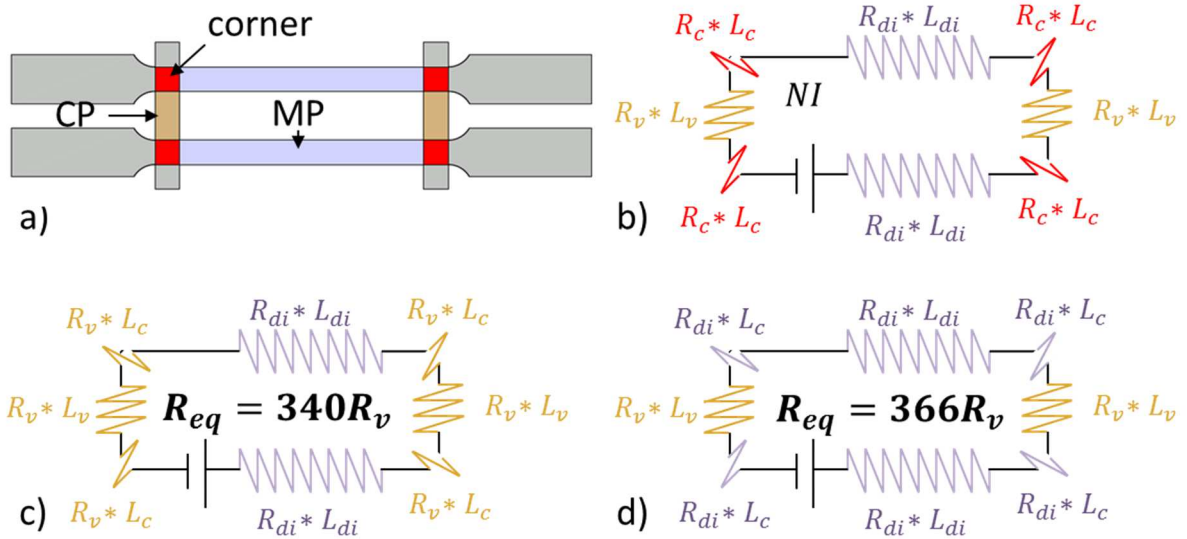 corner
CP
MP
a)
R_c * L_c
R_di * L_di
R_c * L_c
NI
R_v * L_v
R_v * L_v
R_c * L_c
R_di * L_di
R_c * L_c
b)
R_v * L_c
R_di * L_di
R_v * L_c
R_v * L_v
R_eq = 340R_v
R_v * L_v
R_v * L_c
R_di * L_di
R_v * L_c
c)
R_di * L_c
R_di * L_di
R_di * L_c
R_v * L_v
R_eq = 366R_v
R_v * L_v
R_di * L_c
R_di * L_di
R_di * L_c
d)